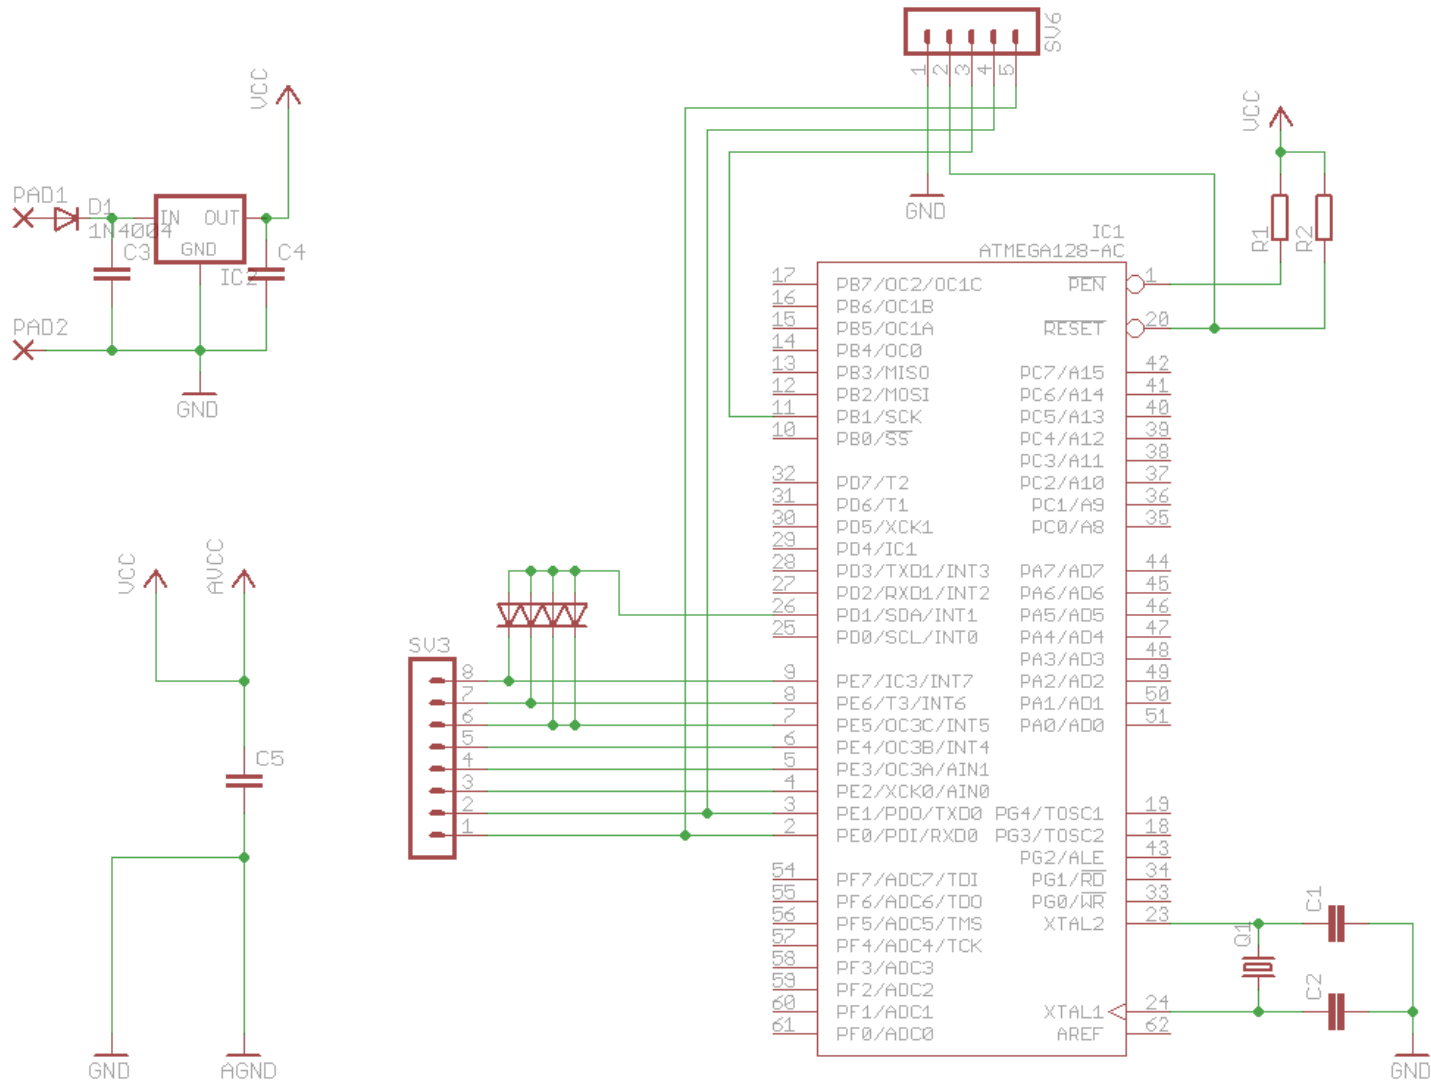 SV6
1
2
3
4
5
VCC
VCC
PAD1
D1
1N4004
IN
OUT
GND
C3
IC2
C4
PAD2
GND
GND
R1
R2
IC1
ATMEGA128-AC
17 PB7/OC2/OC1C PEN 1
16 PB6/OC1B
15 PB5/OC1A RESET 20
14 PB4/OC0
13 PB3/MISO PC7/A15 42
12 PB2/MOSI PC6/A14 41
11 PB1/SCK PC5/A13 40
10 PB0/SS PC4/A12 39
PC3/A11 38
32 PD7/T2 PC2/A10 37
31 PD6/T1 PC1/A9 36
30 PD5/XCK1 PC0/A8 35
29 PD4/IC1
28 PD3/TXD1/INT3 PA7/AD7 44
27 PD2/RXD1/INT2 PA6/AD6 45
26 PD1/SDA/INT1 PA5/AD5 46
25 PD0/SCL/INT0 PA4/AD4 47
PA3/AD3 48
9 PE7/IC3/INT7 PA2/AD2 49
8 PE6/T3/INT6 PA1/AD1 50
7 PE5/OC3C/INT5 PA0/AD0 51
6 PE4/OC3B/INT4
5 PE3/OC3A/AIN1
4 PE2/XCK0/AIN0
3 PE1/PDO/TXD0 PG4/TOSC1 19
2 PE0/PDI/RXD0 PG3/TOSC2 18
PG2/ALE 43
54 PF7/ADC7/TDI PG1/RD 34
55 PF6/ADC6/TDO PG0/WR 33
56 PF5/ADC5/TMS XTAL2 23
57 PF4/ADC4/TCK
58 PF3/ADC3
59 PF2/ADC2
60 PF1/ADC1 XTAL1 24
61 PF0/ADC0 AREF 62
VCC
AVCC
SV3
8
7
6
5
4
3
2
1
C5
GND
AGND
Q1
C1
C2
GND